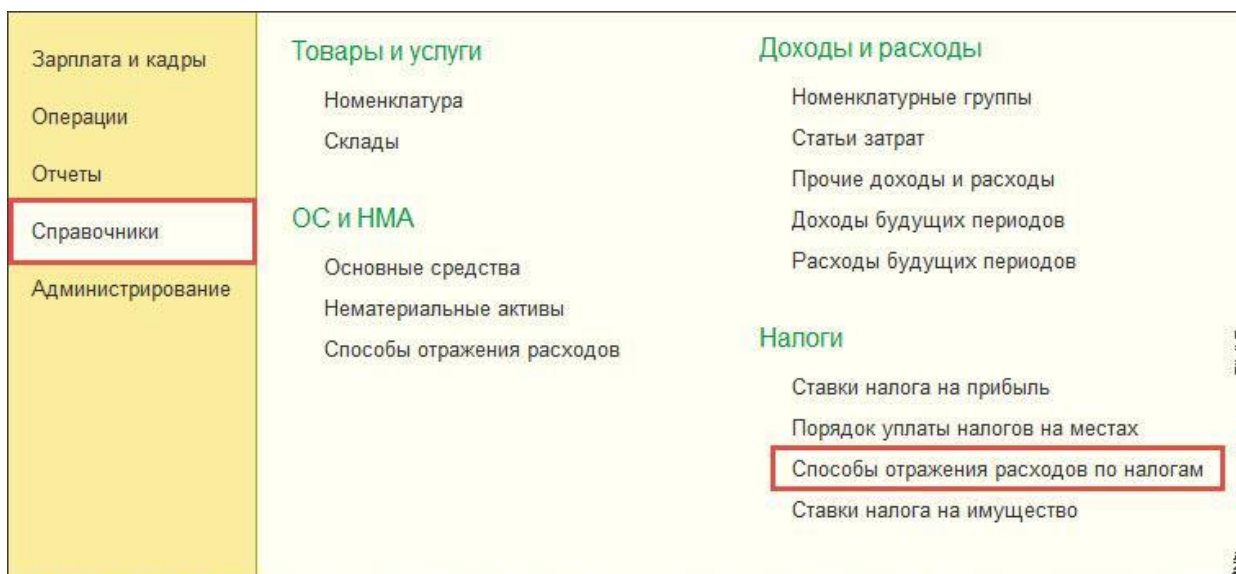 Зарплата и кадры
Операции
Отчеты
Справочники
Администрирование
Товары и услуги
Номенклатура
Склады
ОС и НМА
Основные средства
Нематериальные активы
Способы отражения расходов
Доходы и расходы
Номенклатурные группы
Статьи затрат
Прочие доходы и расходы
Доходы будущих периодов
Расходы будущих периодов
Налоги
Ставки налога на прибыль
Порядок уплаты налогов на местах
Способы отражения расходов по налогам
Ставки налога на имущество